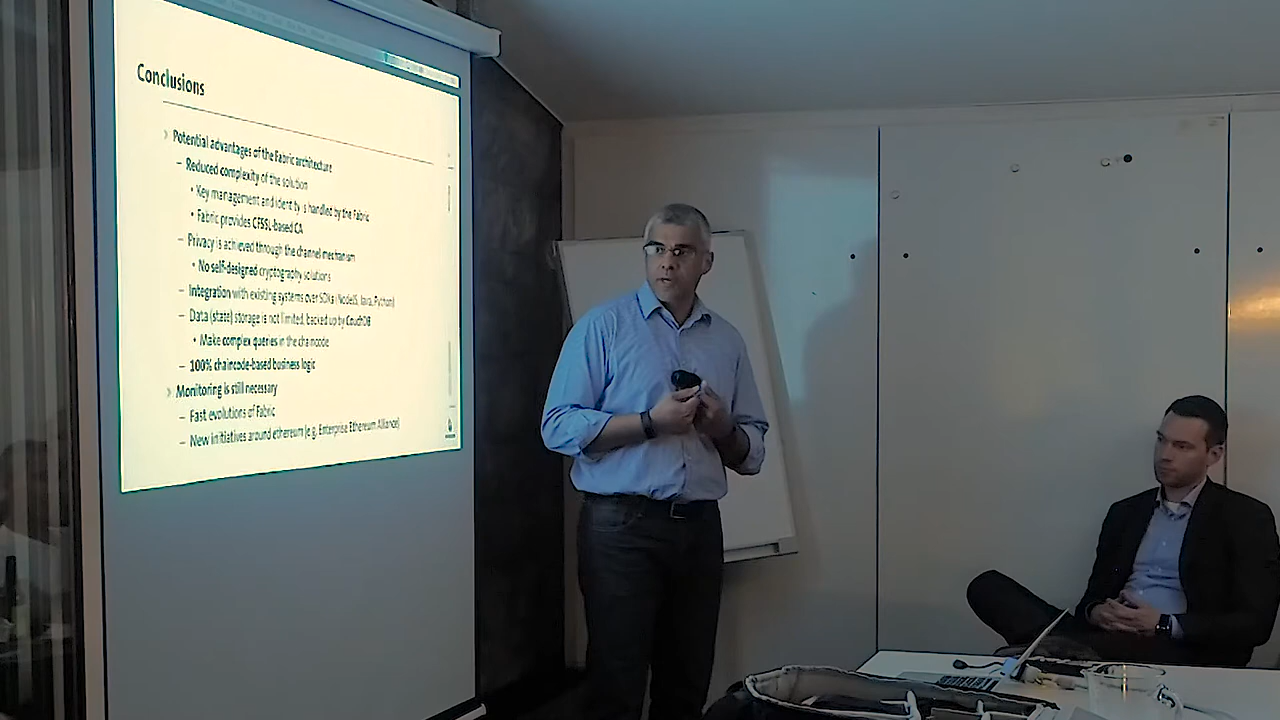 Conclusions
Potential advantages of the Fabric architecture
– Reduced complexity of the solution
• Key management and identity is handled by the Fabric
• Fabric provides CFSSL-based CA
– Privacy is achieved through the channel mechanism
• No self-designed cryptography solutions
– Integration with existing systems over SDKs (NodeJS, Java, Python)
– Data (state) storage is not limited, backed up by CouchDB
• Make complex queries in the chaincode
– 100% chaincode-based business logic
Monitoring is still necessary
– Fast evolutions of Fabric
– New initiatives around ethereum (e.g. Enterprise Ethereum Alliance)